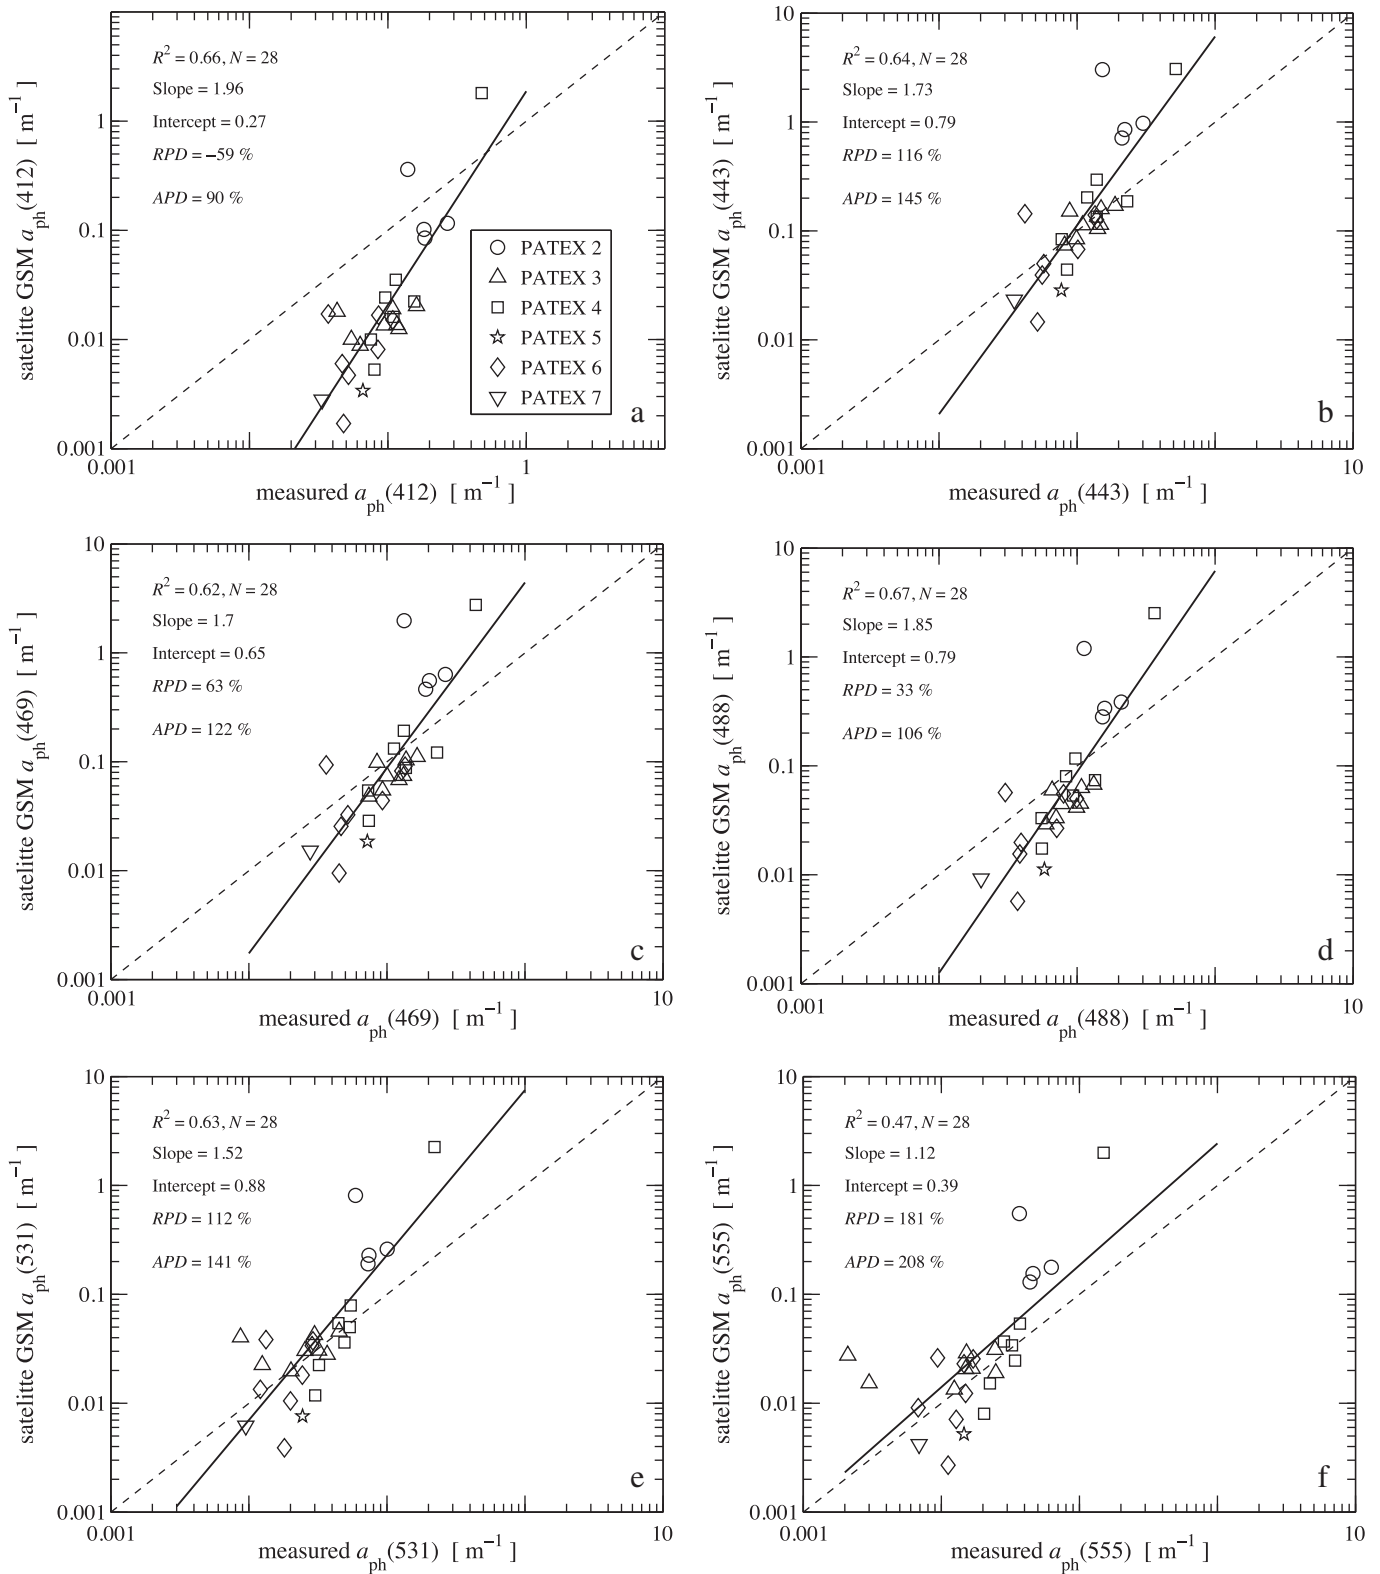 R² = 0.66, N = 28
Slope = 1.96
Intercept = 0.27
RPD = −59 %
APD = 90 %
satelitte GSM aph(412) [ m⁻¹ ]
1
0.1
0.01
0.001
PATEX 2
PATEX 3
PATEX 4
PATEX 5
PATEX 6
PATEX 7
a
0.001 1
measured aph(412) [ m⁻¹ ]
10
R² = 0.64, N = 28
Slope = 1.73
Intercept = 0.79
RPD = 116 %
APD = 145 %
satelitte GSM aph(443) [ m⁻¹ ]
1
0.1
0.01
0.001
b
0.001 10
measured aph(443) [ m⁻¹ ]
10
R² = 0.62, N = 28
Slope = 1.7
Intercept = 0.65
RPD = 63 %
APD = 122 %
satelitte GSM aph(469) [ m⁻¹ ]
1
0.1
0.01
0.001
c
0.001 10
measured aph(469) [ m⁻¹ ]
10
R² = 0.67, N = 28
Slope = 1.85
Intercept = 0.79
RPD = 33 %
APD = 106 %
satelitte GSM aph(488) [ m⁻¹ ]
1
0.1
0.01
0.001
d
0.001 10
measured aph(488) [ m⁻¹ ]
10
R² = 0.63, N = 28
Slope = 1.52
Intercept = 0.88
RPD = 112 %
APD = 141 %
satelitte GSM aph(531) [ m⁻¹ ]
1
0.1
0.01
0.001
e
0.001 10
measured aph(531) [ m⁻¹ ]
10
R² = 0.47, N = 28
Slope = 1.12
Intercept = 0.39
RPD = 181 %
APD = 208 %
satelitte GSM aph(555) [ m⁻¹ ]
1
0.1
0.01
0.001
f
0.001 10
measured aph(555) [ m⁻¹ ]